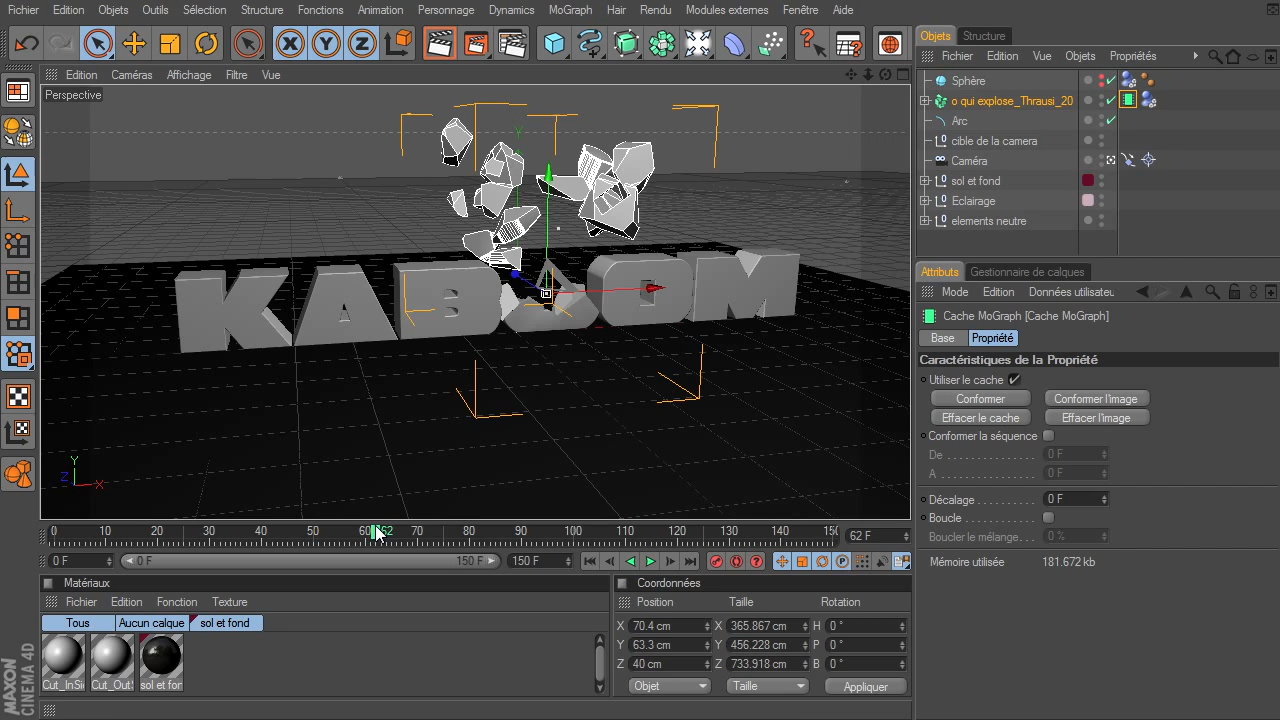 Fichier Edition Objets Outils Sélection Structure Fonctions Animation Personnage Dynamics MoGraph Hair Rendu Modules externes Fenêtre Aide
X Y Z
Edition Caméras Affichage Filtre Vue
Perspective
Y
KABOOM
Y
Z X
0 10 20 30 40 50 60 62 70 80 90 100 110 120 130 140 62 F
0 F 0 F 150 F 150 F
Matériaux
Fichier Edition Fonction Texture
Tous Aucun calque sol et fond
Cut_InSi Cut_Out sol et for
MAXON
CINEMA 4D
Coordonnées
Position Taille Rotation
X 70.4 cm X 365.867 cm H 0 °
Y 63.3 cm Y 456.228 cm P 0 °
Z 40 cm Z 733.918 cm B 0 °
Objet Taille Appliquer
Objets Structure
Fichier Edition Vue Objets Propriétés
Sphère
o qui explose_Thrausi_20
Arc
cible de la camera
Caméra
sol et fond
Eclairage
elements neutre
Attributs Gestionnaire de calques
Mode Edition Données utilisateu
Cache MoGraph [Cache MoGraph]
Base Propriété
Caractéristiques de la Propriété
Utiliser le cache
Conformer Conformer l'image
Effacer le cache Effacer l'image
Conformer la séquence
De 0 F
A 0 F
Décalage 0 F
Boucle
Boucler le mélange 0 %
Mémoire utilisée 181.672 kb